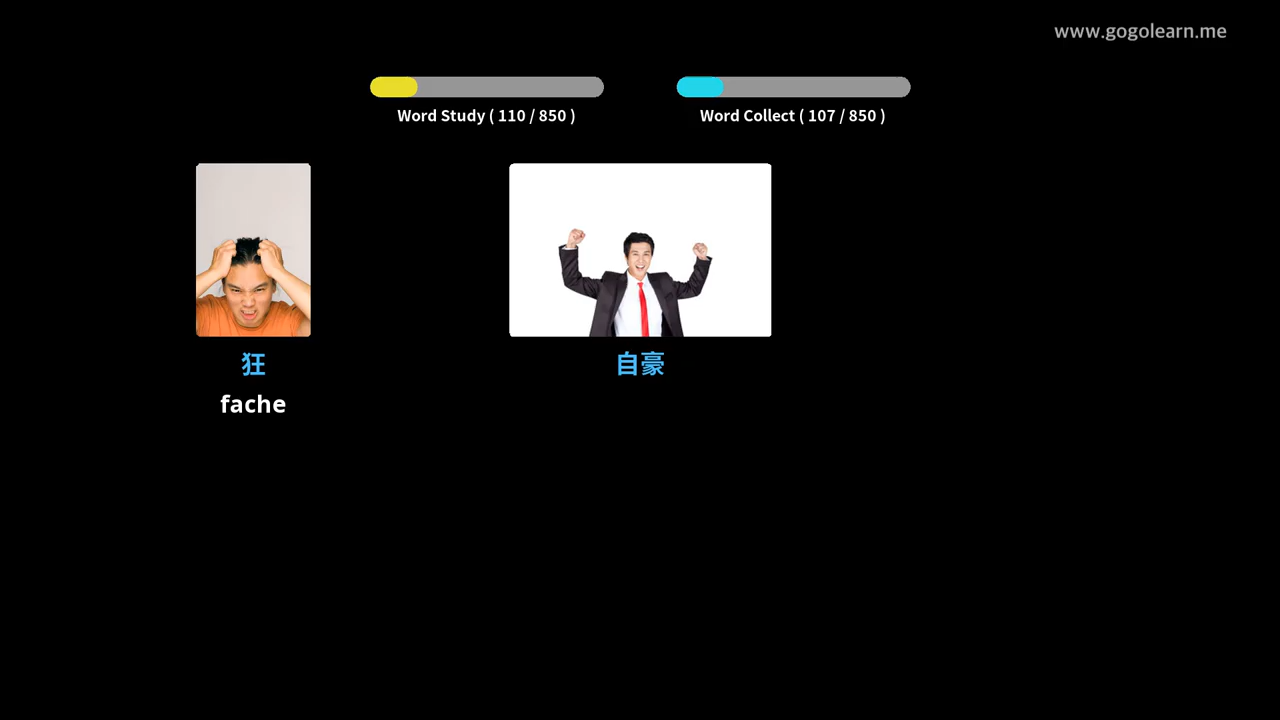 www.gogolearn.me
Word Study ( 110 / 850 )
Word Collect ( 107 / 850 )
狂
自豪
fache